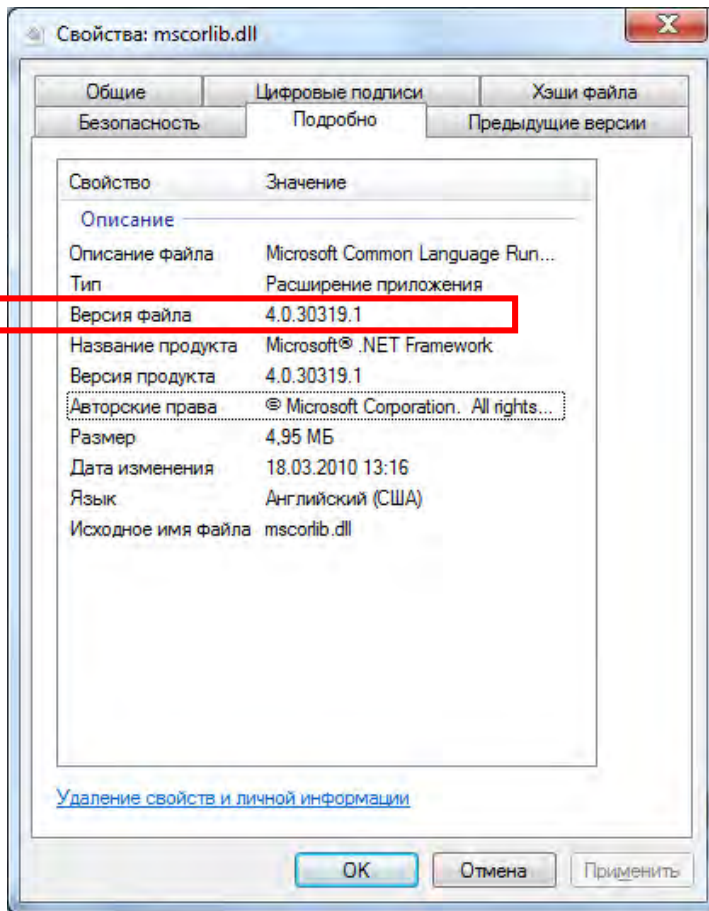 Свойства: mscorlib.dll
Общие Цифровые подписи Хэши файла
Безопасность Подробно Предыдущие версии
Свойство Значение
Описание
Описание файла Microsoft Common Language Run...
Тип Расширение приложения
Версия файла 4.0.30319.1
Название продукта Microsoft® .NET Framework
Версия продукта 4.0.30319.1
Авторские права © Microsoft Corporation. All rights...
Размер 4,95 МБ
Дата изменения 18.03.2010 13:16
Язык Английский (США)
Исходное имя файла mscorlib.dll
Удаление свойств и личной информации
OK Отмена Применить